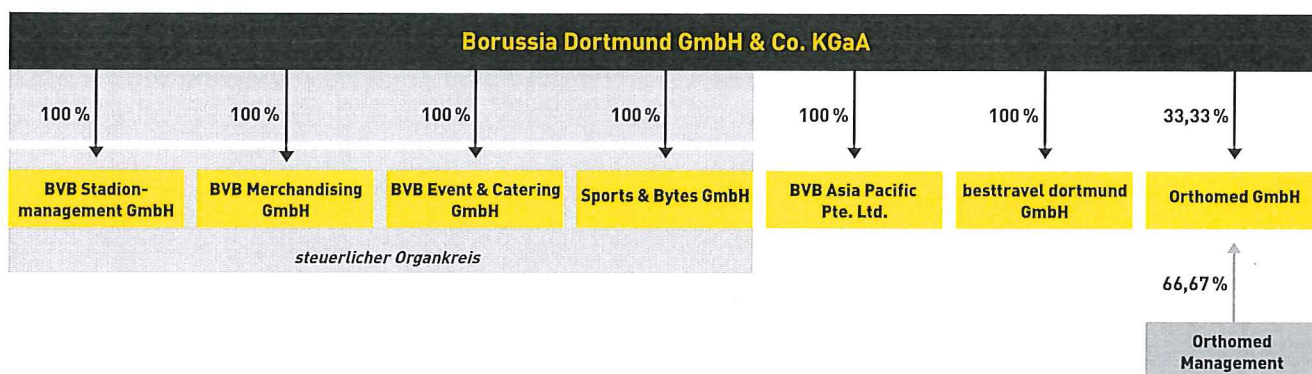 Borussia Dortmund GmbH & Co. KGaA
100 %
100 %
100 %
100 %
100 %
100 %
33,33 %
BVB Stadion-
management GmbH
BVB Merchandising
GmbH
BVB Event & Catering
GmbH
Sports & Bytes GmbH
BVB Asia Pacific
Pte. Ltd.
besttravel dortmund
GmbH
Orthomed GmbH
steuerlicher Organkreis
66,67 %
Orthomed
Management